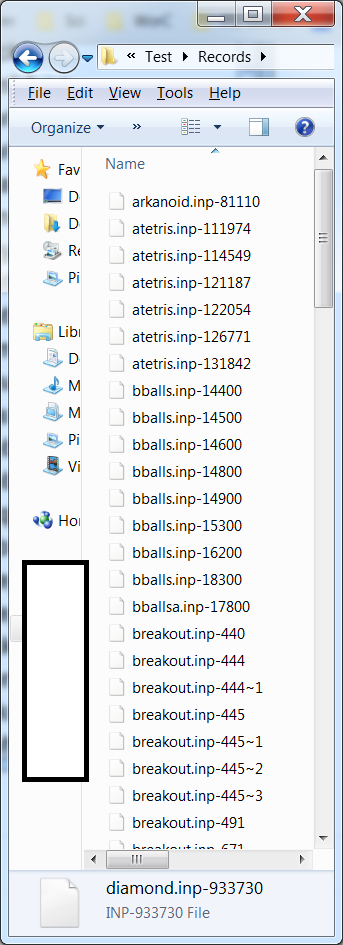 « Test Records
File Edit View Tools Help
Organize »
Name
Fav
arkanoid.inp-81110
atetris.inp-111974
atetris.inp-114549
Re
atetris.inp-121187
Pi
atetris.inp-122054
atetris.inp-126771
Libr
atetris.inp-131842
bballs.inp-14400
bballs.inp-14500
bballs.inp-14600
Pi
bballs.inp-14800
Vi
bballs.inp-14900
Ho
bballs.inp-15300
bballs.inp-16200
bballs.inp-18300
bballsa.inp-17800
breakout.inp-440
breakout.inp-444
breakout.inp-444~1
breakout.inp-445
breakout.inp-445~1
breakout.inp-445~2
breakout.inp-445~3
breakout.inp-491
breakout.inp-671
diamond.inp-933730
INP-933730 File